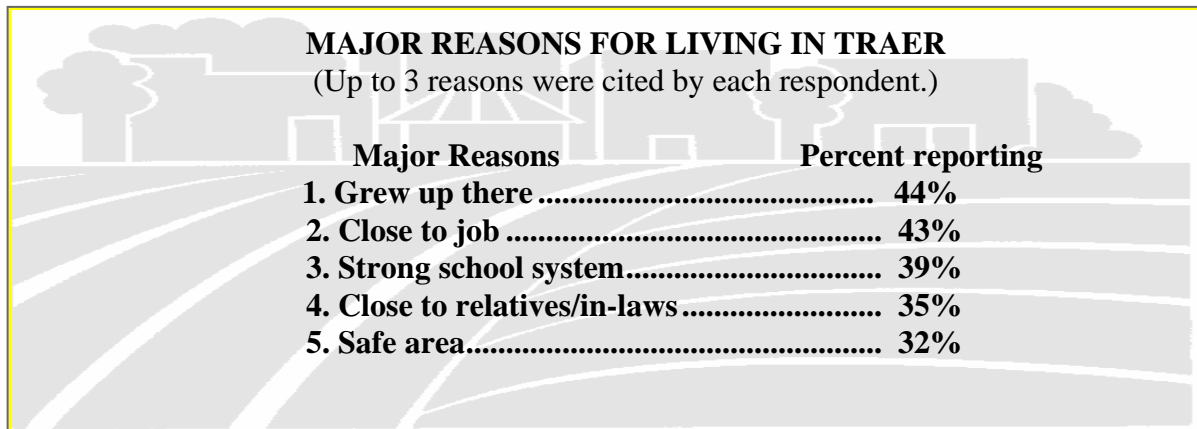 MAJOR REASONS FOR LIVING IN TRAER
(Up to 3 reasons were cited by each respondent.)
Major Reasons Percent reporting
1. Grew up there .......................................... 44%
2. Close to job ............................................... 43%
3. Strong school system................................ 39%
4. Close to relatives/in-laws ......................... 35%
5. Safe area.................................................... 32%